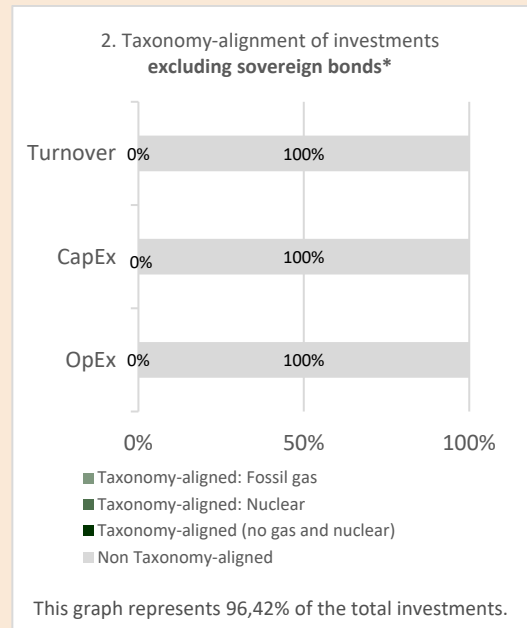 2. Taxonomy-alignment of investments
excluding sovereign bonds*
Turnover 0% 100%
CapEx 0% 100%
OpEx 0% 100%
0% 50% 100%
Taxonomy-aligned: Fossil gas
Taxonomy-aligned: Nuclear
Taxonomy-aligned (no gas and nuclear)
Non Taxonomy-aligned
This graph represents 96,42% of the total investments.